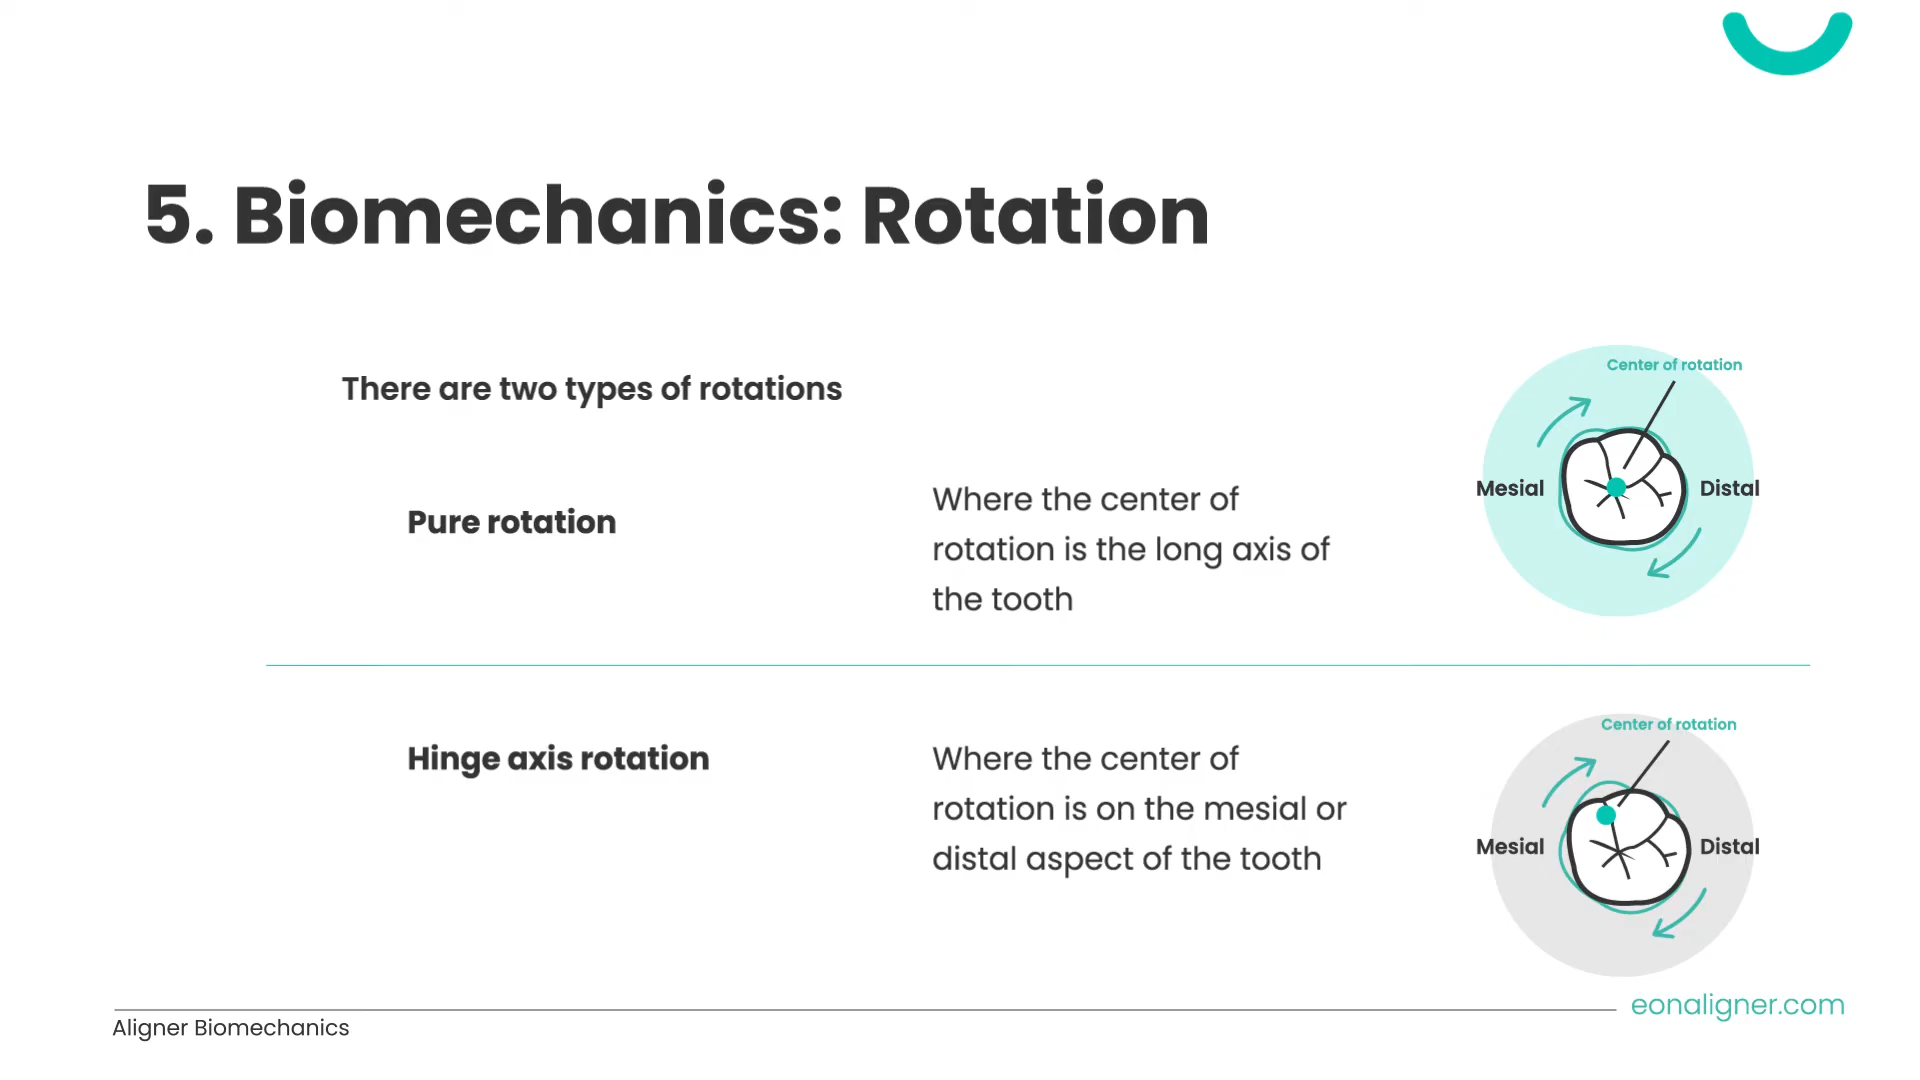 5. Biomechanics: Rotation
There are two types of rotations
Pure rotation
Where the center of
rotation is the long axis of
the tooth
Center of rotation
Mesial
Distal
Hinge axis rotation
Where the center of
rotation is on the mesial or
distal aspect of the tooth
Center of rotation
Mesial
Distal
Aligner Biomechanics
eonaligner.com